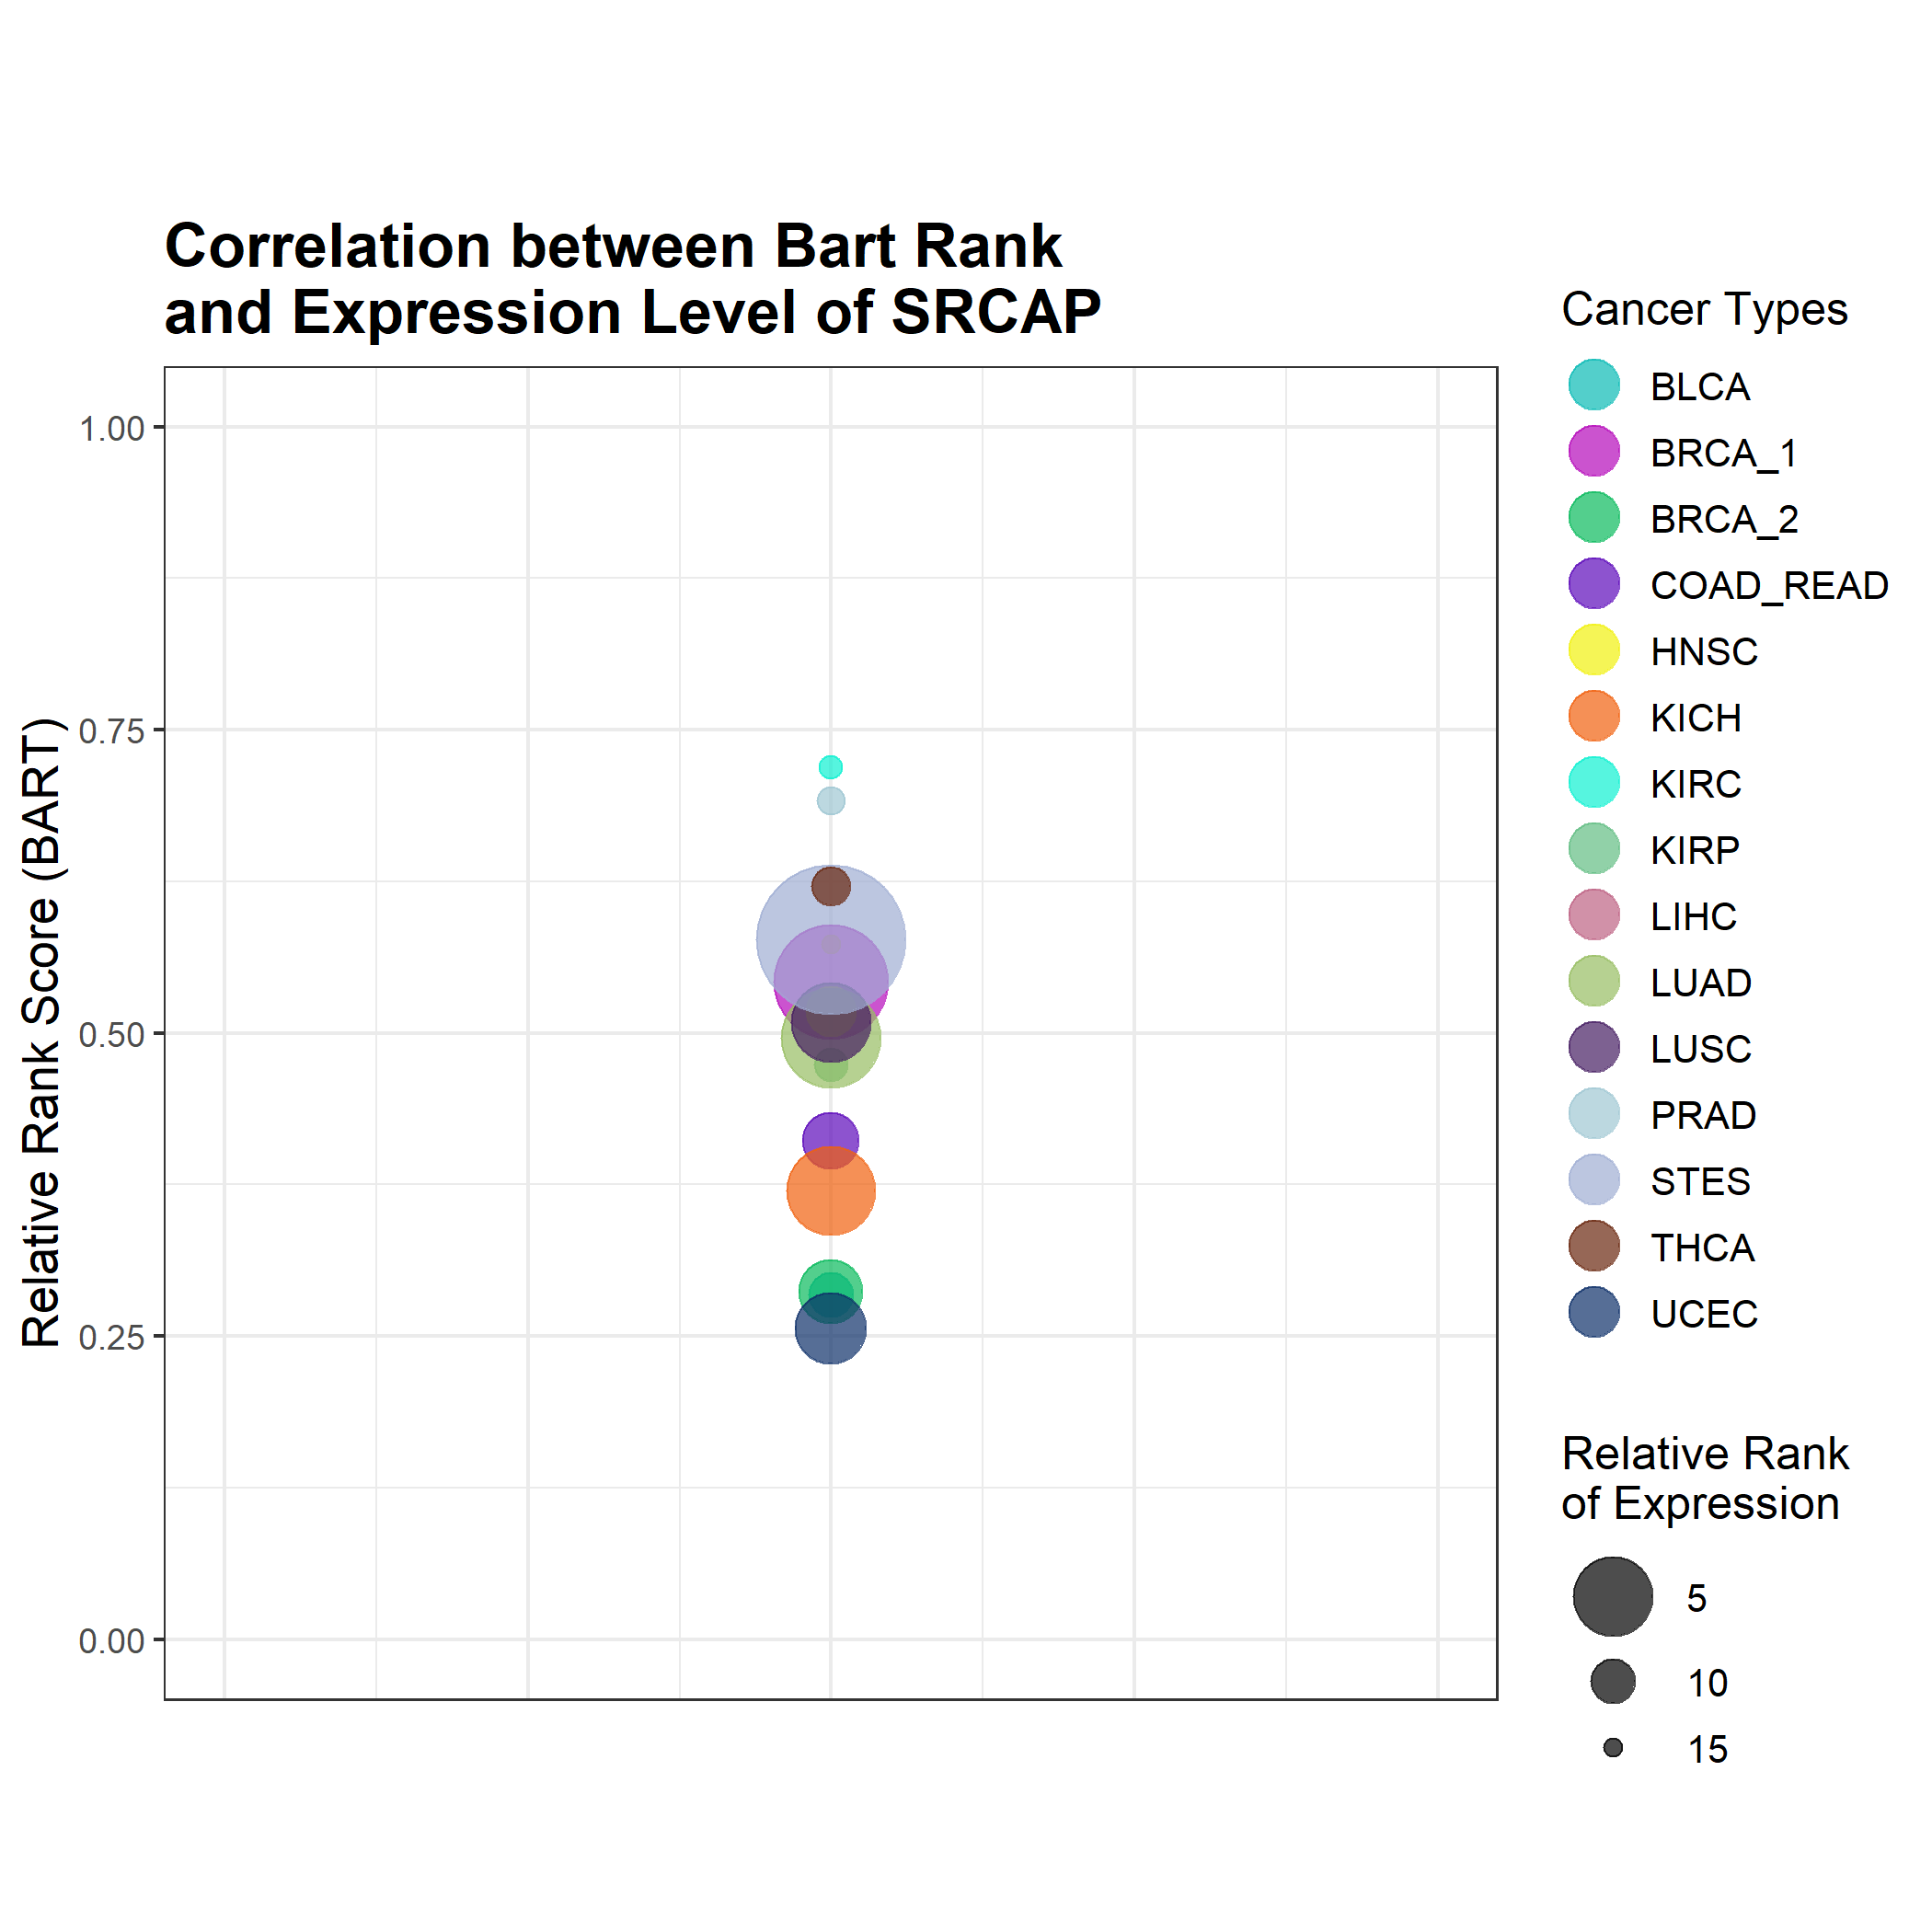 Correlation between Bart Rank
and Expression Level of SRCAP
Relative Rank Score (BART)
1.00
0.75
0.50
0.25
0.00
Cancer Types
BLCA
BRCA_1
BRCA_2
COAD_READ
HNSC
KICH
KIRC
KIRP
LIHC
LUAD
LUSC
PRAD
STES
THCA
UCEC
Relative Rank
of Expression
5
10
15